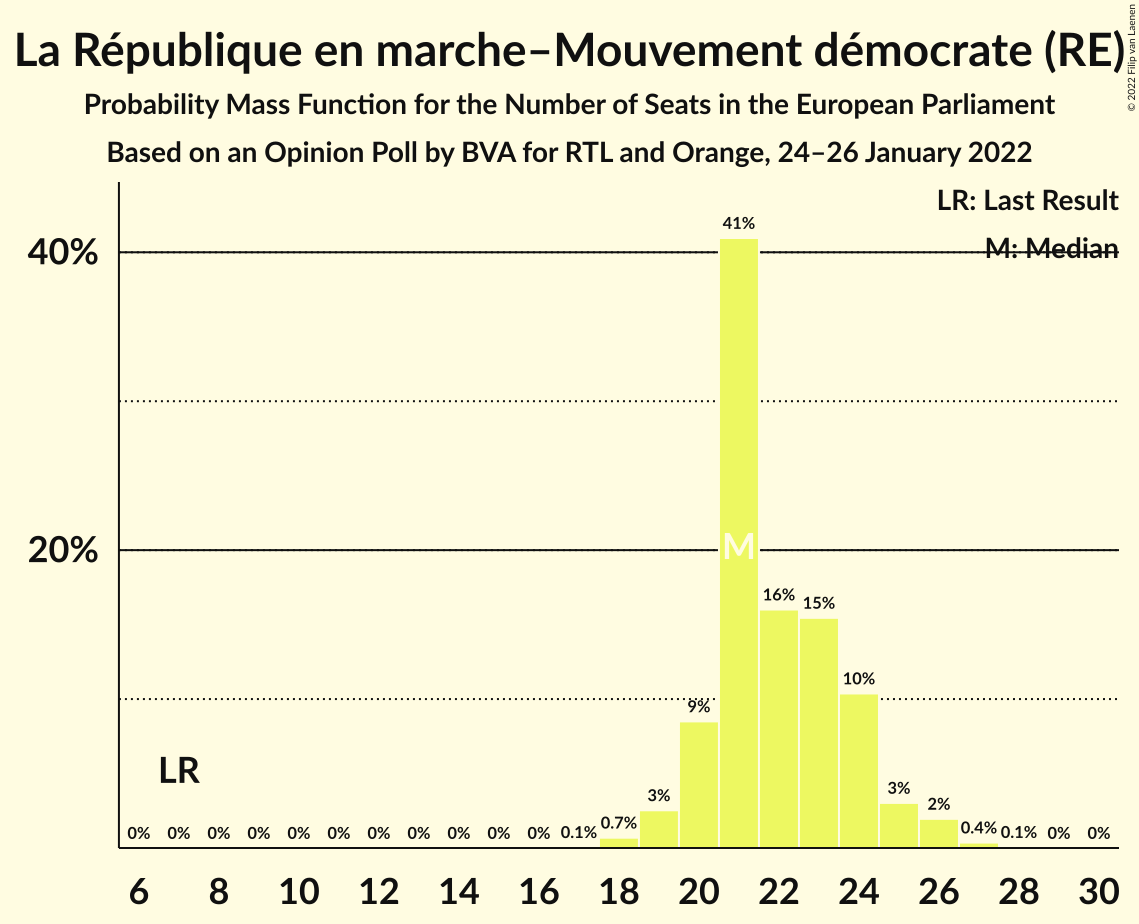 La République en marche–Mouvement démocrate (RE)
© 2022 Filip van Laenen
Probability Mass Function for the Number of Seats in the European Parliament
Based on an Opinion Poll by BVA for RTL and Orange, 24–26 January 2022
LR: Last Result
M: Median
40%
20%
41%
M
16%
15%
10%
9%
LR
3%
3%
2%
0% 0% 0% 0% 0% 0% 0% 0% 0% 0% 0% 0.1% 0.7% 0.4% 0.1% 0% 0%
6 8 10 12 14 16 18 20 22 24 26 28 30